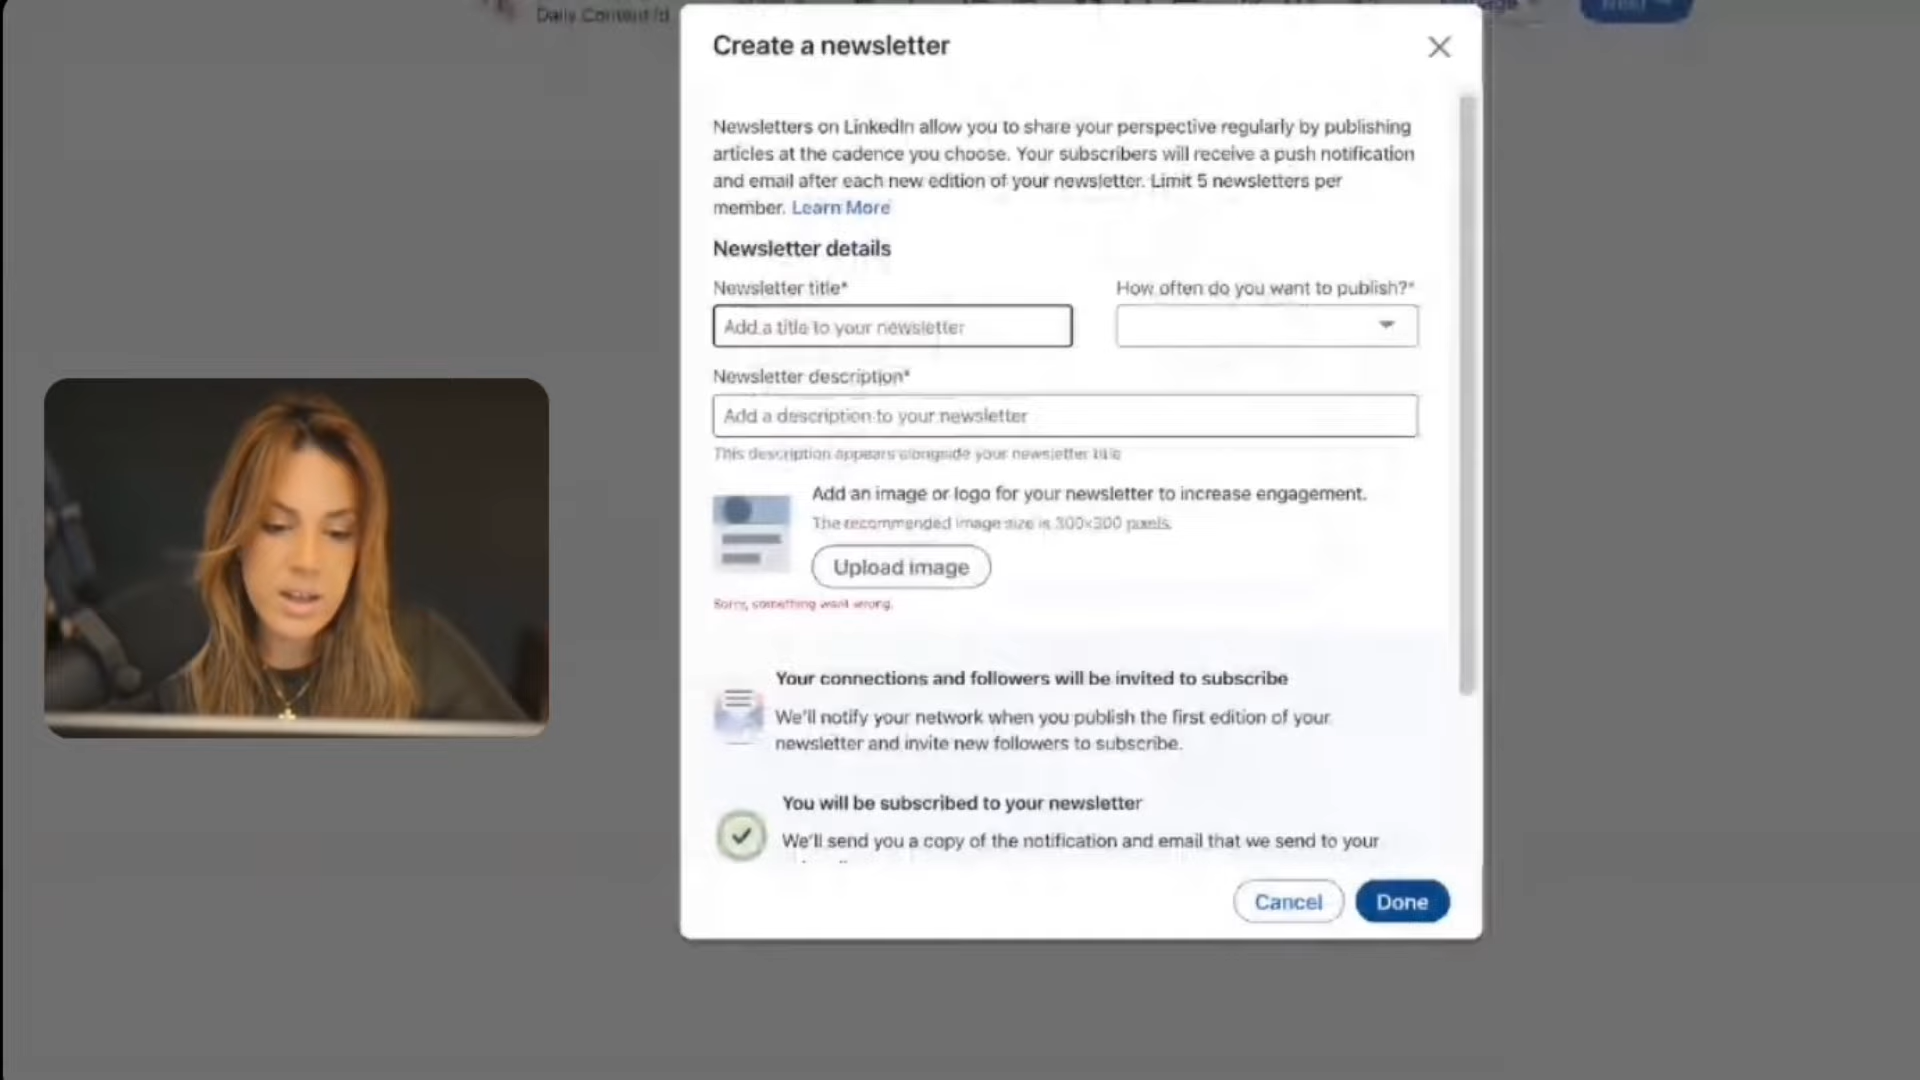 Daily Content
Create a newsletter
Newsletters on LinkedIn allow you to share your perspective regularly by publishing
articles at the cadence you choose. Your subscribers will receive a push notification
and email after each new edition of your newsletter. Limit 5 newsletters per
member. Learn More
Newsletter details
Newsletter title*
How often do you want to publish?*
Add a title to your newsletter
Newsletter description*
Add a description to your newsletter
This description appears alongside your newsletter title
Add an image or logo for your newsletter to increase engagement.
The recommended image size is 300x300 pixels.
Upload image
Sorry, something went wrong.
Your connections and followers will be invited to subscribe
We'll notify your network when you publish the first edition of your
newsletter and invite new followers to subscribe.
You will be subscribed to your newsletter
We'll send you a copy of the notification and email that we send to your
Cancel
Done